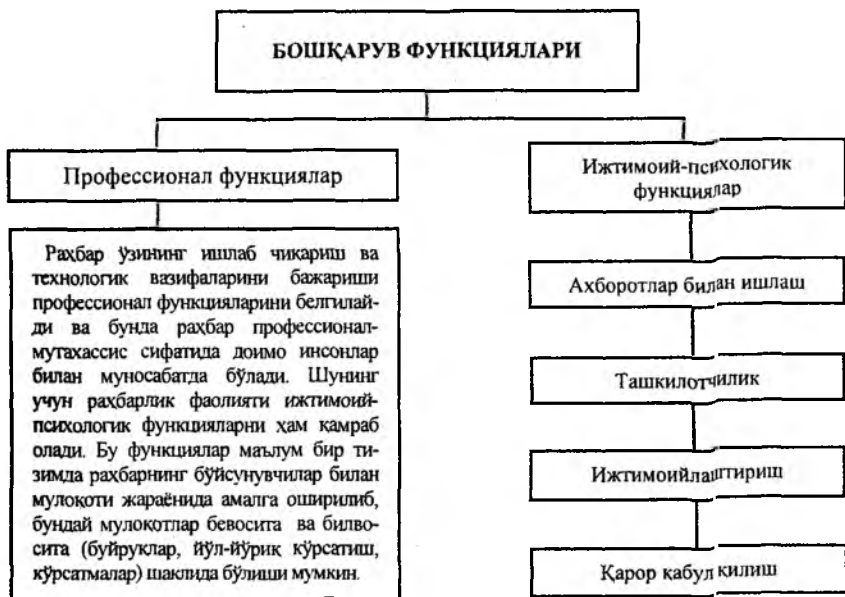 БОШҚАРУВ ФУНКЦИЯЛАРИ
Профессионал функциялар
Раҳбар ўзининг ишлаб чикариш ва
технологик вазифаларини бажариши
профессионал функцияларини белгилай-
ди ва бунда раҳбар профессионал-
мутахассис сифатида доимо инсонлар
билан муносабатда бўлади. Шунинг
учун раҳбарлик фаолияти ижтимоий-
психологик функцияларни ҳам қамраб
олади. Бу функциялар маълум бир ти-
зимда раҳбарнинг бўйсунувчилар билан
мулоқоти жараёнида амалга оширилиб,
бундай мулоқотлар бевосита ва билво-
сита (буйруклар, йўл-йўриқ кўрсатиш,
кўрсатмалар) шаклида бўлиши мумкин.
Ижтимоий-психологик
функциялар
Ахборотлар билан ишлаш
Ташкилотчилик
Ижтимоийлаштириш
Қарор қабул қилиш